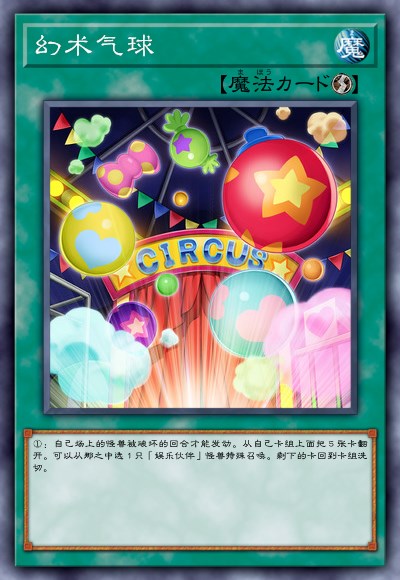 幻术气球
魔
【魔法カード】
ま ほう
CIRCUS
①：自己场上的怪兽被破坏的回合才能发动。从自己卡组上面把5张卡翻
开。可以从那之中选1只「娱乐伙伴」怪兽特殊召唤。剩下的卡回到卡组洗
切。